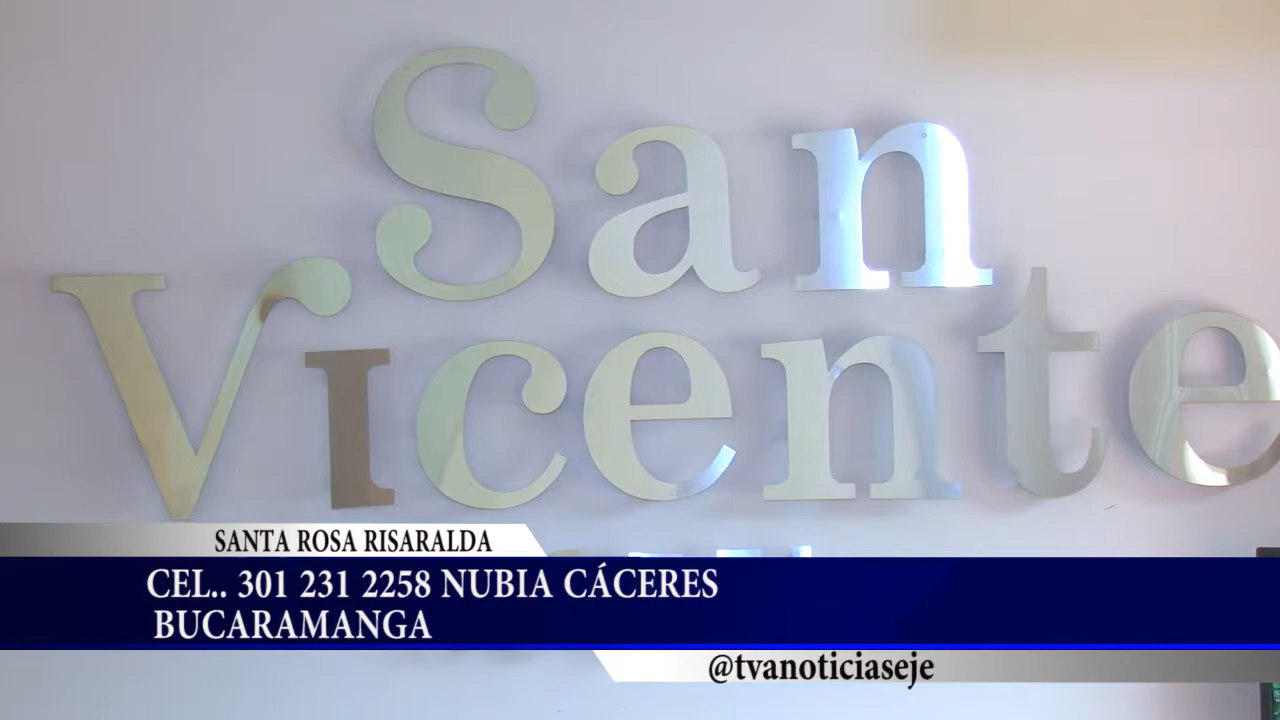 San
Vicente
SANTA ROSA RISARALDA
CEL.. 301 231 2258 NUBIA CÁCERES
BUCARAMANGA
@tvanoticiaseje